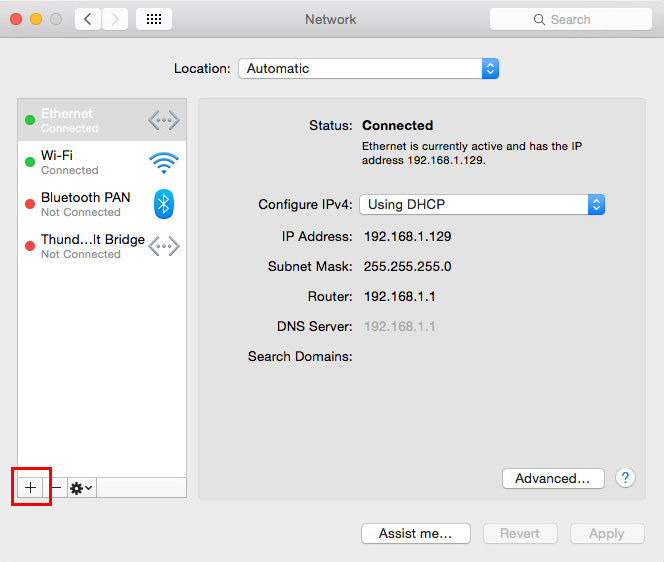 Network
Search
Location: Automatic
Ethernet
Connected
Wi-Fi
Connected
Bluetooth PAN
Not Connected
Thund...lt Bridge
Not Connected
Status: Connected
Ethernet is currently active and has the IP
address 192.168.1.129.
Configure IPv4: Using DHCP
IP Address: 192.168.1.129
Subnet Mask: 255.255.255.0
Router: 192.168.1.1
DNS Server: 192.168.1.1
Search Domains:
Advanced... ?
Assist me... Revert Apply